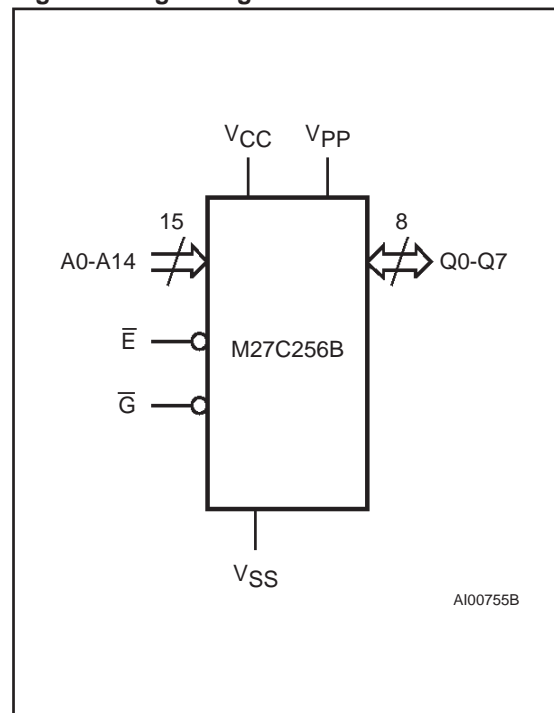 VCC VPP
15 8
A0-A14 Q0-Q7
E̅
M27C256B
G̅
VSS
AI00755B